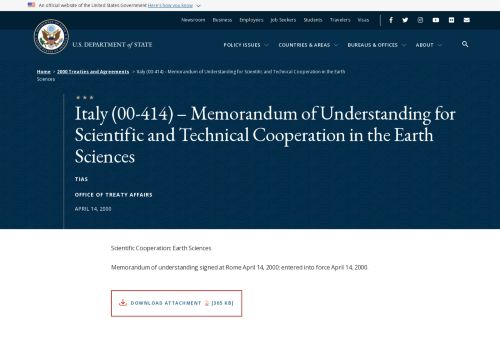 An official website of the United States Government Here's how you know
Newsroom Business Employees Job Seekers Students Travelers Visas
U.S. DEPARTMENT of STATE
POLICY ISSUES COUNTRIES & AREAS BUREAUS & OFFICES ABOUT
Home > 2000 Treaties and Agreements > Italy (00-414) – Memorandum of Understanding for Scientific and Technical Cooperation in the Earth
Sciences
Italy (00-414) – Memorandum of Understanding for
Scientific and Technical Cooperation in the Earth
Sciences
TIAS
OFFICE OF TREATY AFFAIRS
APRIL 14, 2000
Scientific Cooperation: Earth Sciences
Memorandum of understanding signed at Rome April 14, 2000; entered into force April 14, 2000.
DOWNLOAD ATTACHMENT [365 KB]